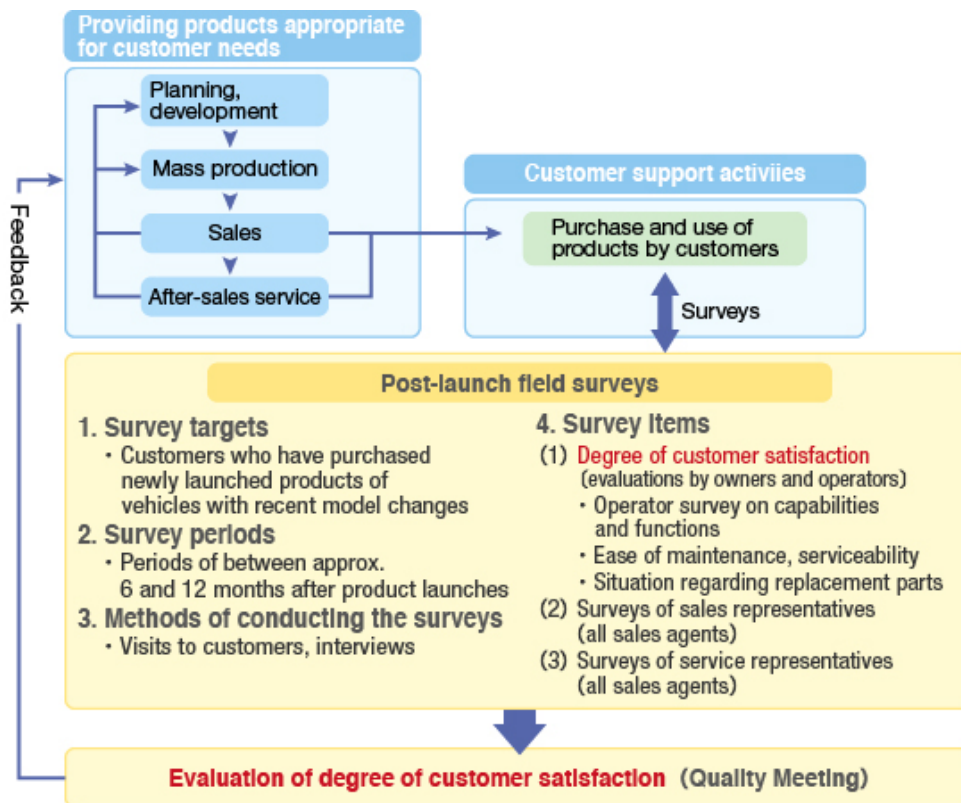 Providing products appropriate
for customer needs
Planning,
development
Mass production
Sales
After-sales service
Customer support activiies
Purchase and use of
products by customers
Surveys
Feedback
Post-launch field surveys
1. Survey targets
・Customers who have purchased
newly launched products of
vehicles with recent model changes
2. Survey periods
・Periods of between approx.
6 and 12 months after product launches
3. Methods of conducting the surveys
・Visits to customers, interviews
4. Survey Items
(1) Degree of customer satisfaction
(evaluations by owners and operators)
・Operator survey on capabilities
and functions
・Ease of maintenance, serviceability
・Situation regarding replacement parts
(2) Surveys of sales representatives
(all sales agents)
(3) Surveys of service representatives
(all sales agents)
Evaluation of degree of customer satisfaction (Quality Meeting)